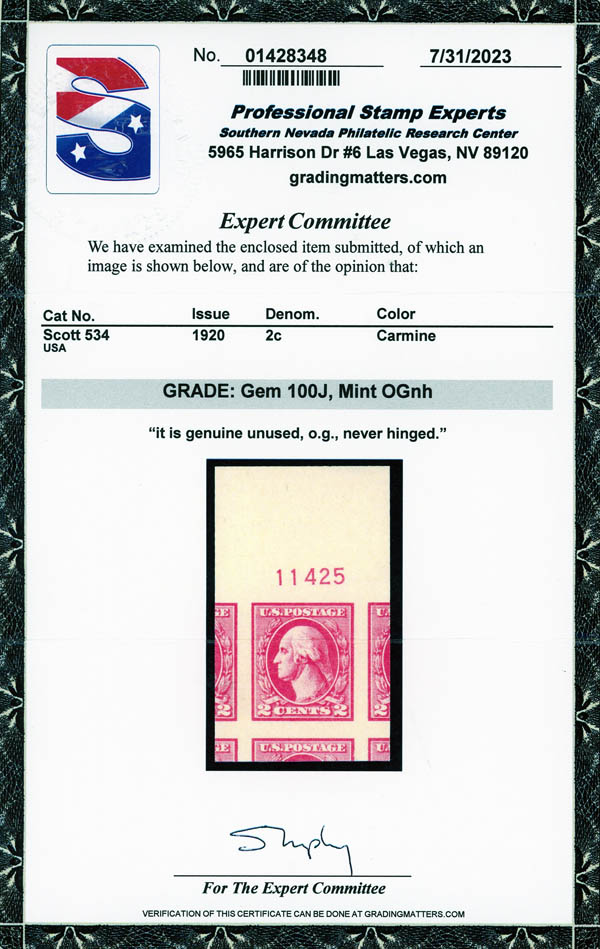 No. 01428348 7/31/2023
Professional Stamp Experts
Southern Nevada Philatelic Research Center
5965 Harrison Dr #6 Las Vegas, NV 89120
gradingmatters.com
Expert Committee
We have examined the enclosed item submitted, of which an
image is shown below, and are of the opinion that:
Cat No. Issue Denom. Color
Scott 534 1920 2c Carmine
USA
GRADE: Gem 100J, Mint OGnh
“it is genuine unused, o.g., never hinged.”
11425
GE U.S.POSTAGE U.
2 2 CENTS 2 2
GE U.S.POSTAGE U.
For The Expert Committee
VERIFICATION OF THIS CERTIFICATE CAN BE DONE AT GRADINGMATTERS.COM